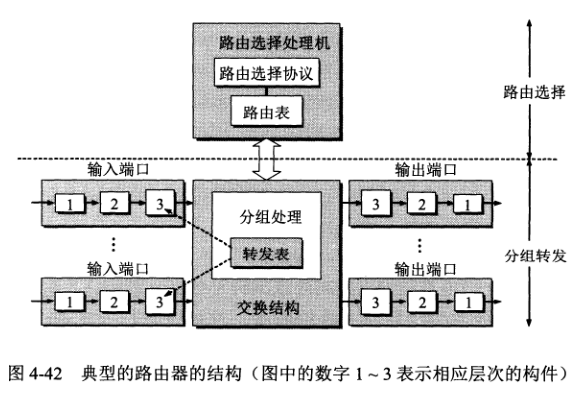 路由选择处理机
路由选择协议
路由表
路由选择
输入端口
输出端口
1 2 3
3 2 1
分组处理
转发表
分组转发
输入端口
输出端口
1 2 3
交换结构
3 2 1
图 4-42 典型的路由器的结构（图中的数字 1～3 表示相应层次的构件）